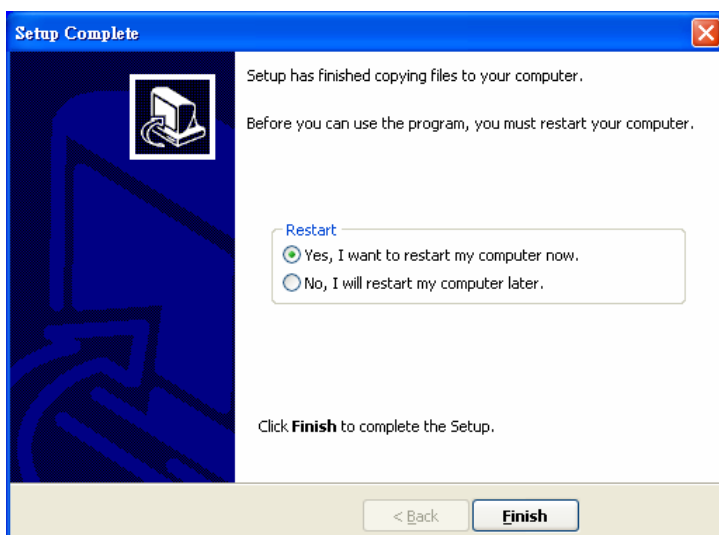 Setup Complete
Setup has finished copying files to your computer.
Before you can use the program, you must restart your computer.
Restart
Yes, I want to restart my computer now.
No, I will restart my computer later.
Click Finish to complete the Setup.
< Back
Finish